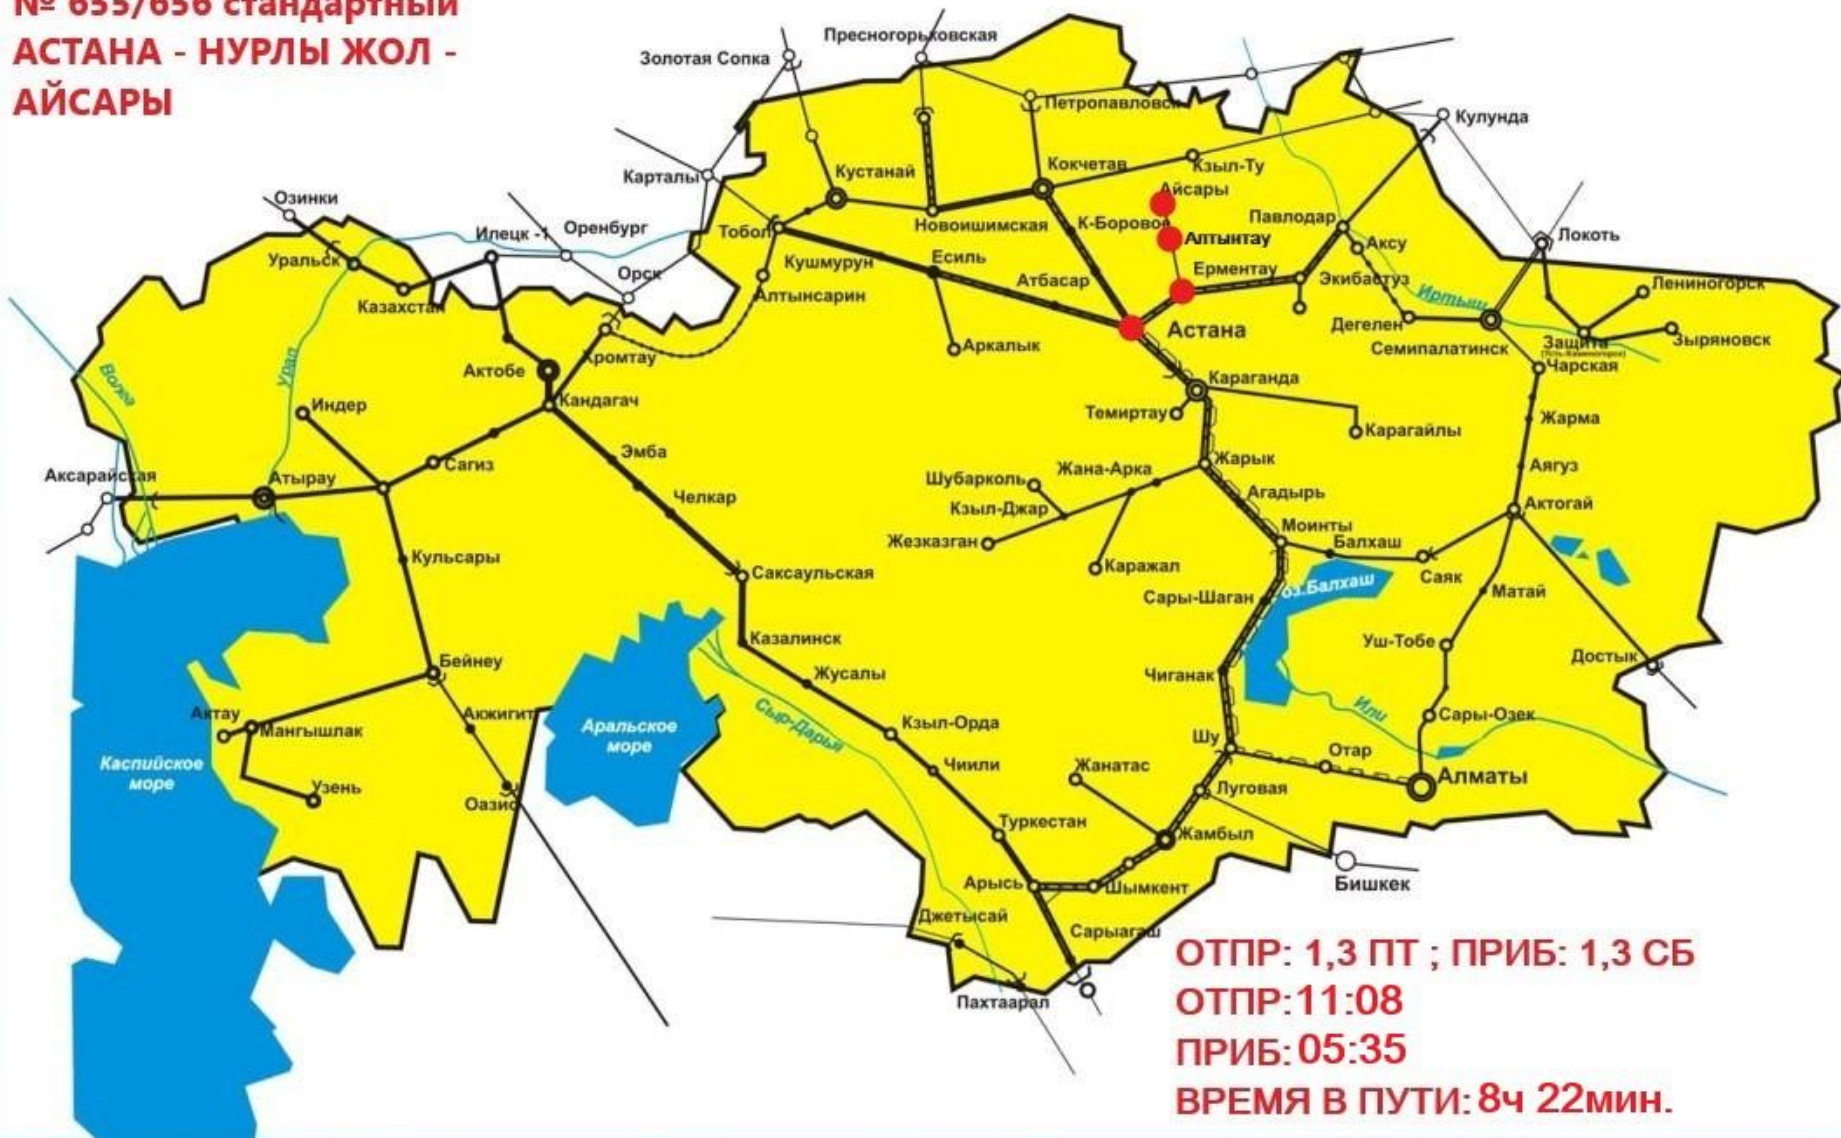 № 655/656 стандартный
АСТАНА - НУРЛЫ ЖОЛ -
АЙСАРЫ
Золотая Сопка
Пресногорьковская
Петропавловск
Кулунда
Карталы
Кустанай
Кокчетав
Кзыл-Ту
Айсары
Озинки
Илецк -1
Оренбург
Тобол
Новоишимская
К-Боровое
Павлодар
Алтынтау
Аксу
Локоть
Уральск
Орск
Кушмурун
Есиль
Атбасар
Ерментау
Экибастуз
Лениногорск
Казахстан
Алтынсарин
Иртыш
Дегелен
Астана
Семипалатинск
Защита
(Усть-Каменогорск)
Зыряновск
Волга
Урал
Хромтау
Аркалык
Чарская
Актобе
Караганда
Индер
Кандагач
Темиртау
Карагайлы
Жарма
Эмба
Сагиз
Жана-Арка
Жарык
Аягуз
Аксарайская
Атырау
Челкар
Шубарколь
Агадырь
Кзыл-Джар
Актогай
Моинты
Балхаш
Жезказган
Кульсары
Саксаульская
Каражал
Саяк
оз.Балхаш
Сары-Шаган
Матай
Казалинск
Уш-Тобе
Достык
Бейнеу
Жусалы
Чиганак
Актау
Акжигит
Мангышлак
Аральское
море
Сыр-Дарья
Кзыл-Орда
Или
Сары-Озек
Шу
Отар
Каспийское
море
Чиили
Жанатас
Алматы
Узень
Оазис
Луговая
Туркестан
Жамбыл
Арысь
Шымкент
Бишкек
Джетысай
Сарыагаш
Пахтаарал
ОТПР: 1,3 ПТ ; ПРИБ: 1,3 СБ
ОТПР:11:08
ПРИБ: 05:35
ВРЕМЯ В ПУТИ: 8ч 22мин.